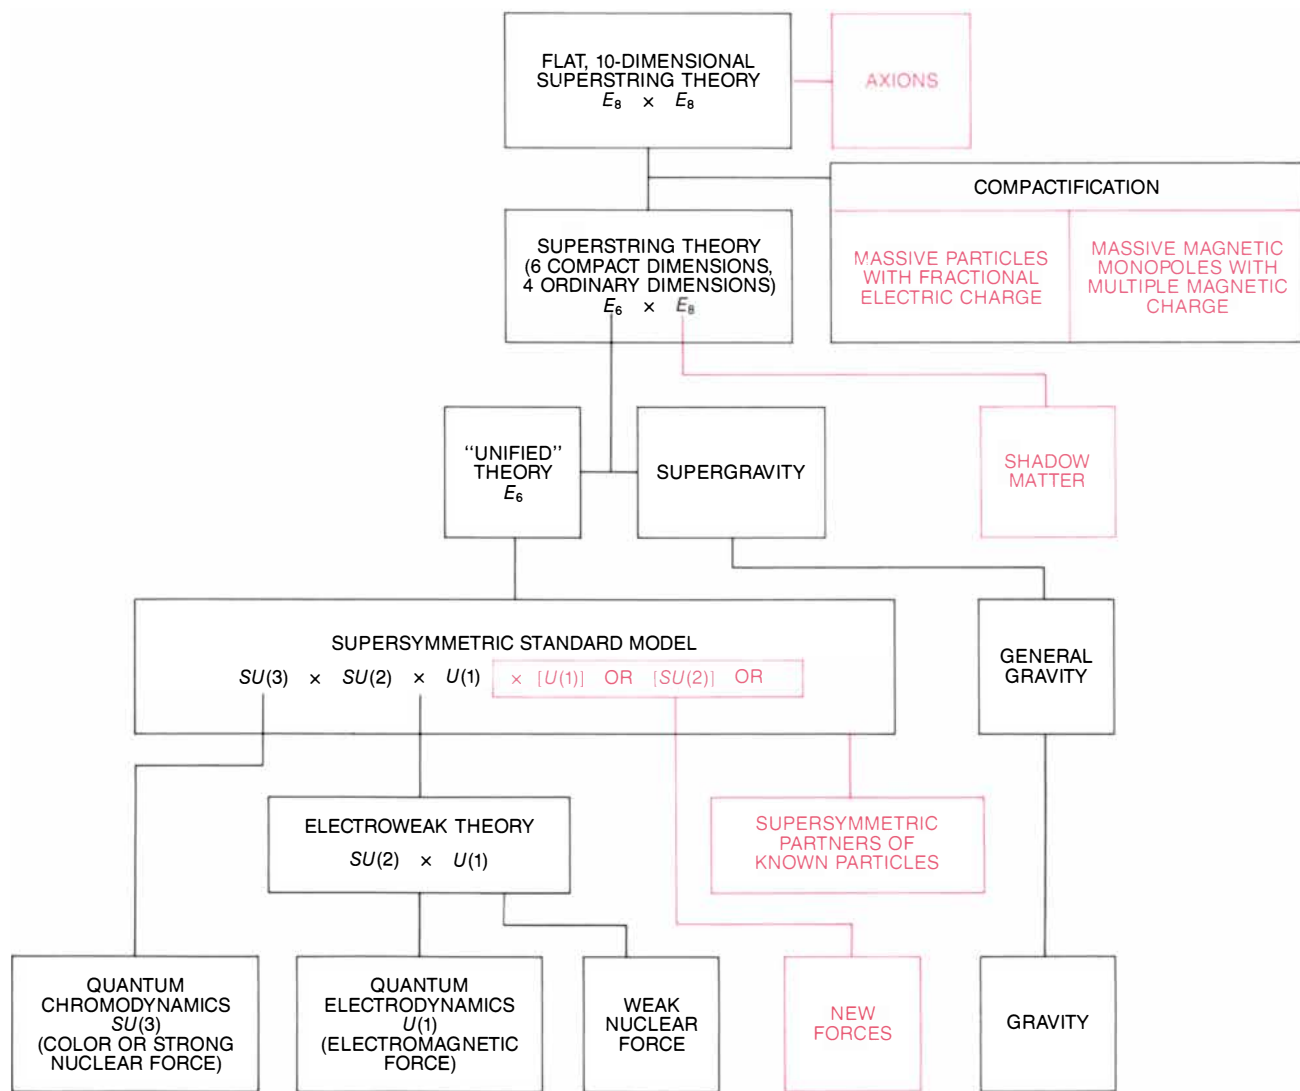 FLAT, 10-DIMENSIONAL
SUPERSTRING THEORY
E₈ × E₈
AXIONS
COMPACTIFICATION
MASSIVE PARTICLES
WITH FRACTIONAL
ELECTRIC CHARGE
MASSIVE MAGNETIC
MONOPOLES WITH
MULTIPLE MAGNETIC
CHARGE
SUPERSTRING THEORY
(6 COMPACT DIMENSIONS,
4 ORDINARY DIMENSIONS)
E₆ × E₈
"UNIFIED"
THEORY
E₆
SUPERGRAVITY
SHADOW
MATTER
SUPERSYMMETRIC STANDARD MODEL
SU(3) × SU(2) × U(1) × [U(1)] OR [SU(2)] OR
GENERAL
GRAVITY
ELECTROWEAK THEORY
SU(2) × U(1)
SUPERSYMMETRIC
PARTNERS OF
KNOWN PARTICLES
QUANTUM
CHROMODYNAMICS
SU(3)
(COLOR OR STRONG
NUCLEAR FORCE)
QUANTUM
ELECTRODYNAMICS
U(1)
(ELECTROMAGNETIC
FORCE)
WEAK
NUCLEAR
FORCE
NEW
FORCES
GRAVITY